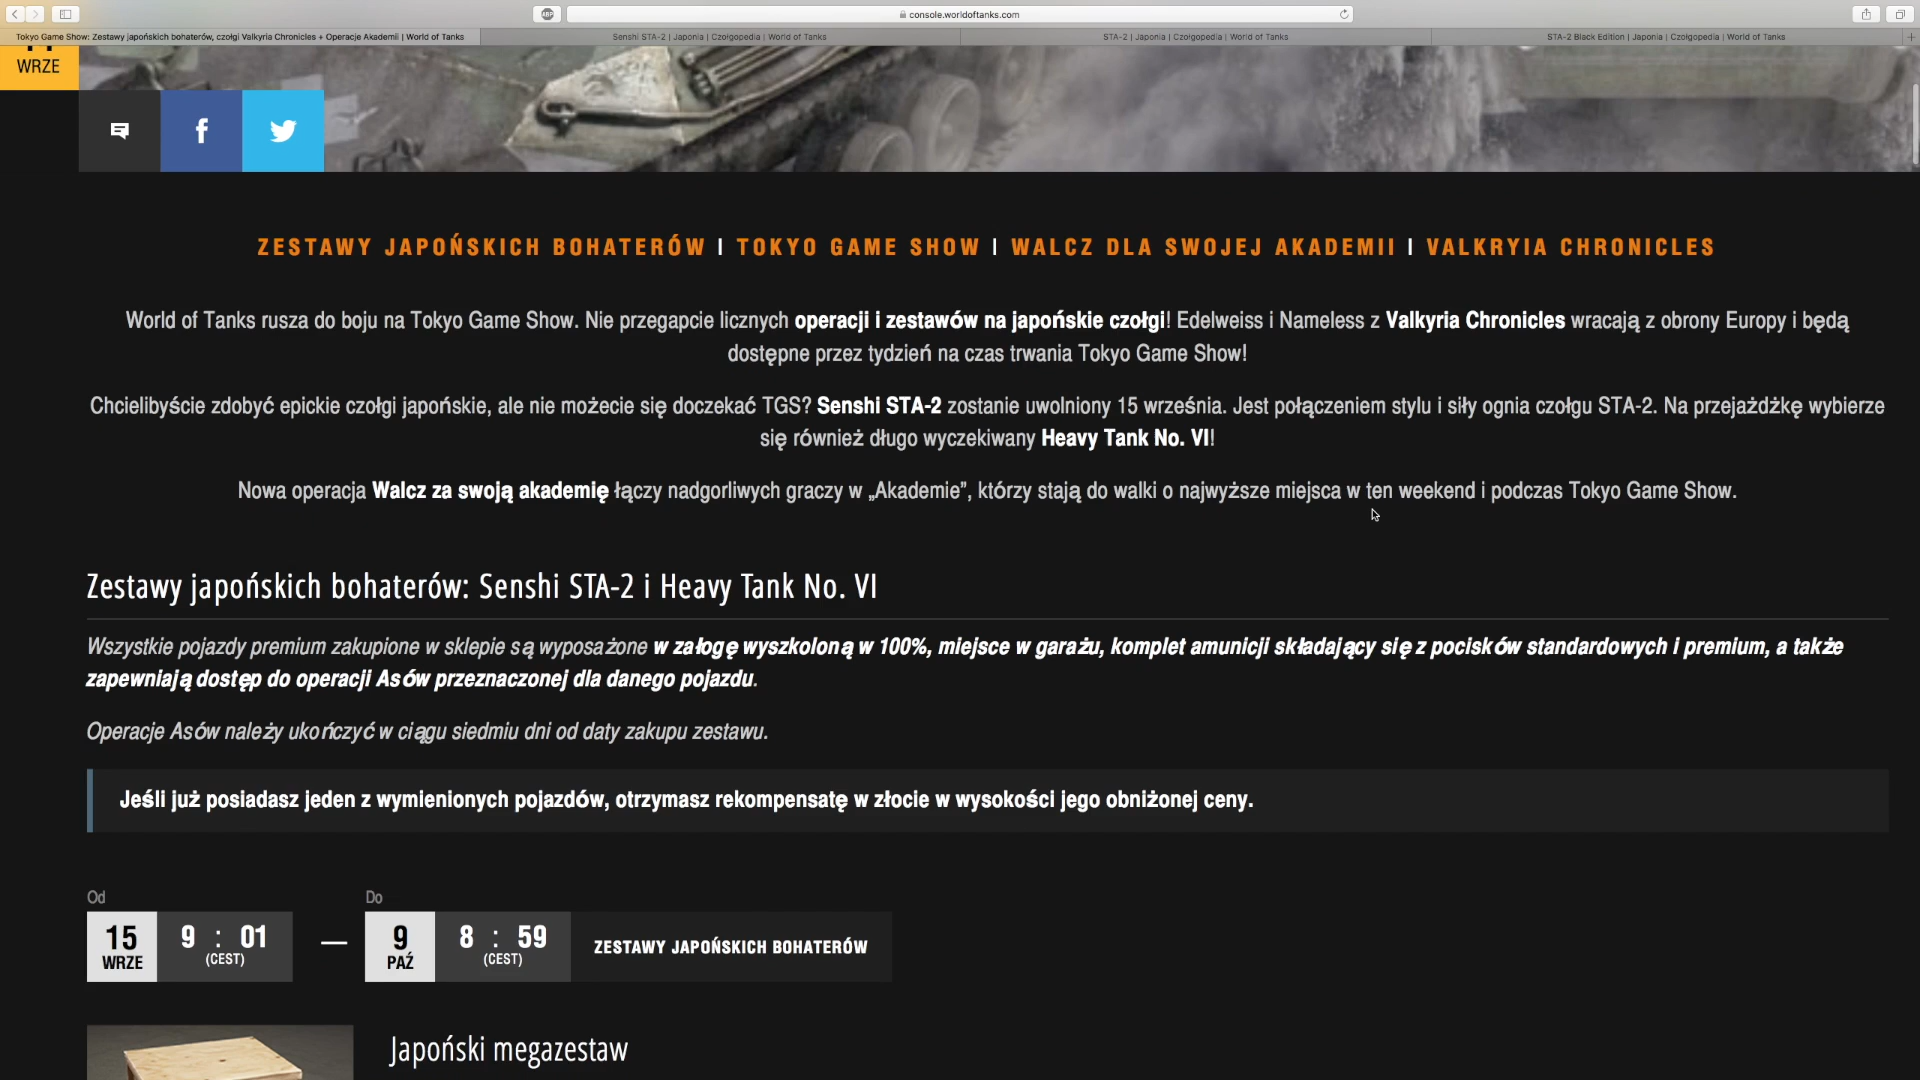 console.worldoftanks.com
Tokyo Game Show: Zestawy japońskich bohaterów, czołgi Valkyria Chronicles + Operacje Akademii | World of Tanks
Senshi STA-2 | Japonia | Czołgopedia | World of Tanks
STA-2 | Japonia | Czołgopedia | World of Tanks
STA-2 Black Edition | Japonia | Czołgopedia | World of Tanks
WRZE
ZESTAWY JAPOŃSKICH BOHATERÓW | TOKYO GAME SHOW | WALCZ DLA SWOJEJ AKADEMII | VALKRYIA CHRONICLES
World of Tanks rusza do boju na Tokyo Game Show. Nie przegapcie licznych operacji i zestawów na japońskie czołgi! Edelweiss i Nameless z Valkyria Chronicles wracają z obrony Europy i będą
dostępne przez tydzień na czas trwania Tokyo Game Show!
Chcielibyście zdobyć epickie czołgi japońskie, ale nie możecie się doczekać TGS? Senshi STA-2 zostanie uwolniony 15 września. Jest połączeniem stylu i siły ognia czołgu STA-2. Na przejażdżkę wybierze
się również długo wyczekiwany Heavy Tank No. VI!
Nowa operacja Walcz za swoją akademię łączy nadgorliwych graczy w „Akademie”, którzy stają do walki o najwyższe miejsca w ten weekend i podczas Tokyo Game Show.
Zestawy japońskich bohaterów: Senshi STA-2 i Heavy Tank No. VI
Wszystkie pojazdy premium zakupione w sklepie są wyposażone w załogę wyszkoloną w 100%, miejsce w garażu, komplet amunicji składający się z pocisków standardowych i premium, a także
zapewniają dostęp do operacji Asów przeznaczonej dla danego pojazdu.
Operacje Asów należy ukończyć w ciągu siedmiu dni od daty zakupu zestawu.
Jeśli już posiadasz jeden z wymienionych pojazdów, otrzymasz rekompensatę w złocie w wysokości jego obniżonej ceny.
Od
15 WRZE 9 : 01 (CEST)
—
Do
9 PAŹ 8 : 59 (CEST)
ZESTAWY JAPOŃSKICH BOHATERÓW
Japoński megazestaw